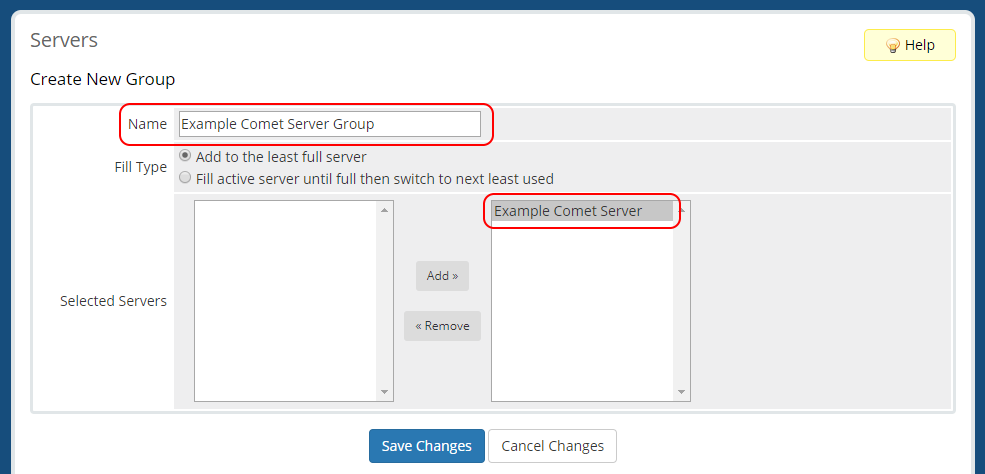 Servers
Help
Create New Group
Name
Example Comet Server Group
Fill Type
Add to the least full server
Fill active server until full then switch to next least used
Example Comet Server
Add »
Selected Servers
« Remove
Save Changes
Cancel Changes